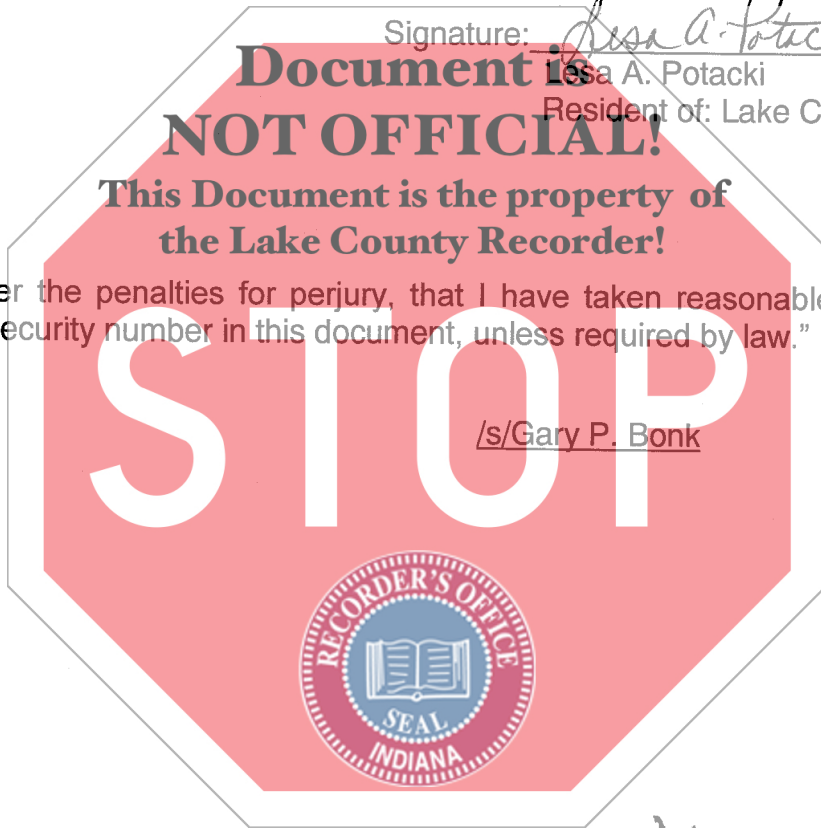 Signature: Lesa A. Potac
Lesa A. Potacki
Resident of: Lake C
Document is
NOT OFFICIAL!
This Document is the property of
the Lake County Recorder!
er the penalties for perjury, that I have taken reasonable
ecurity number in this document, unless required by law.”
STOP
/s/Gary P. Bonk
RECORDER'S OFFICE
SEAL
INDIANA